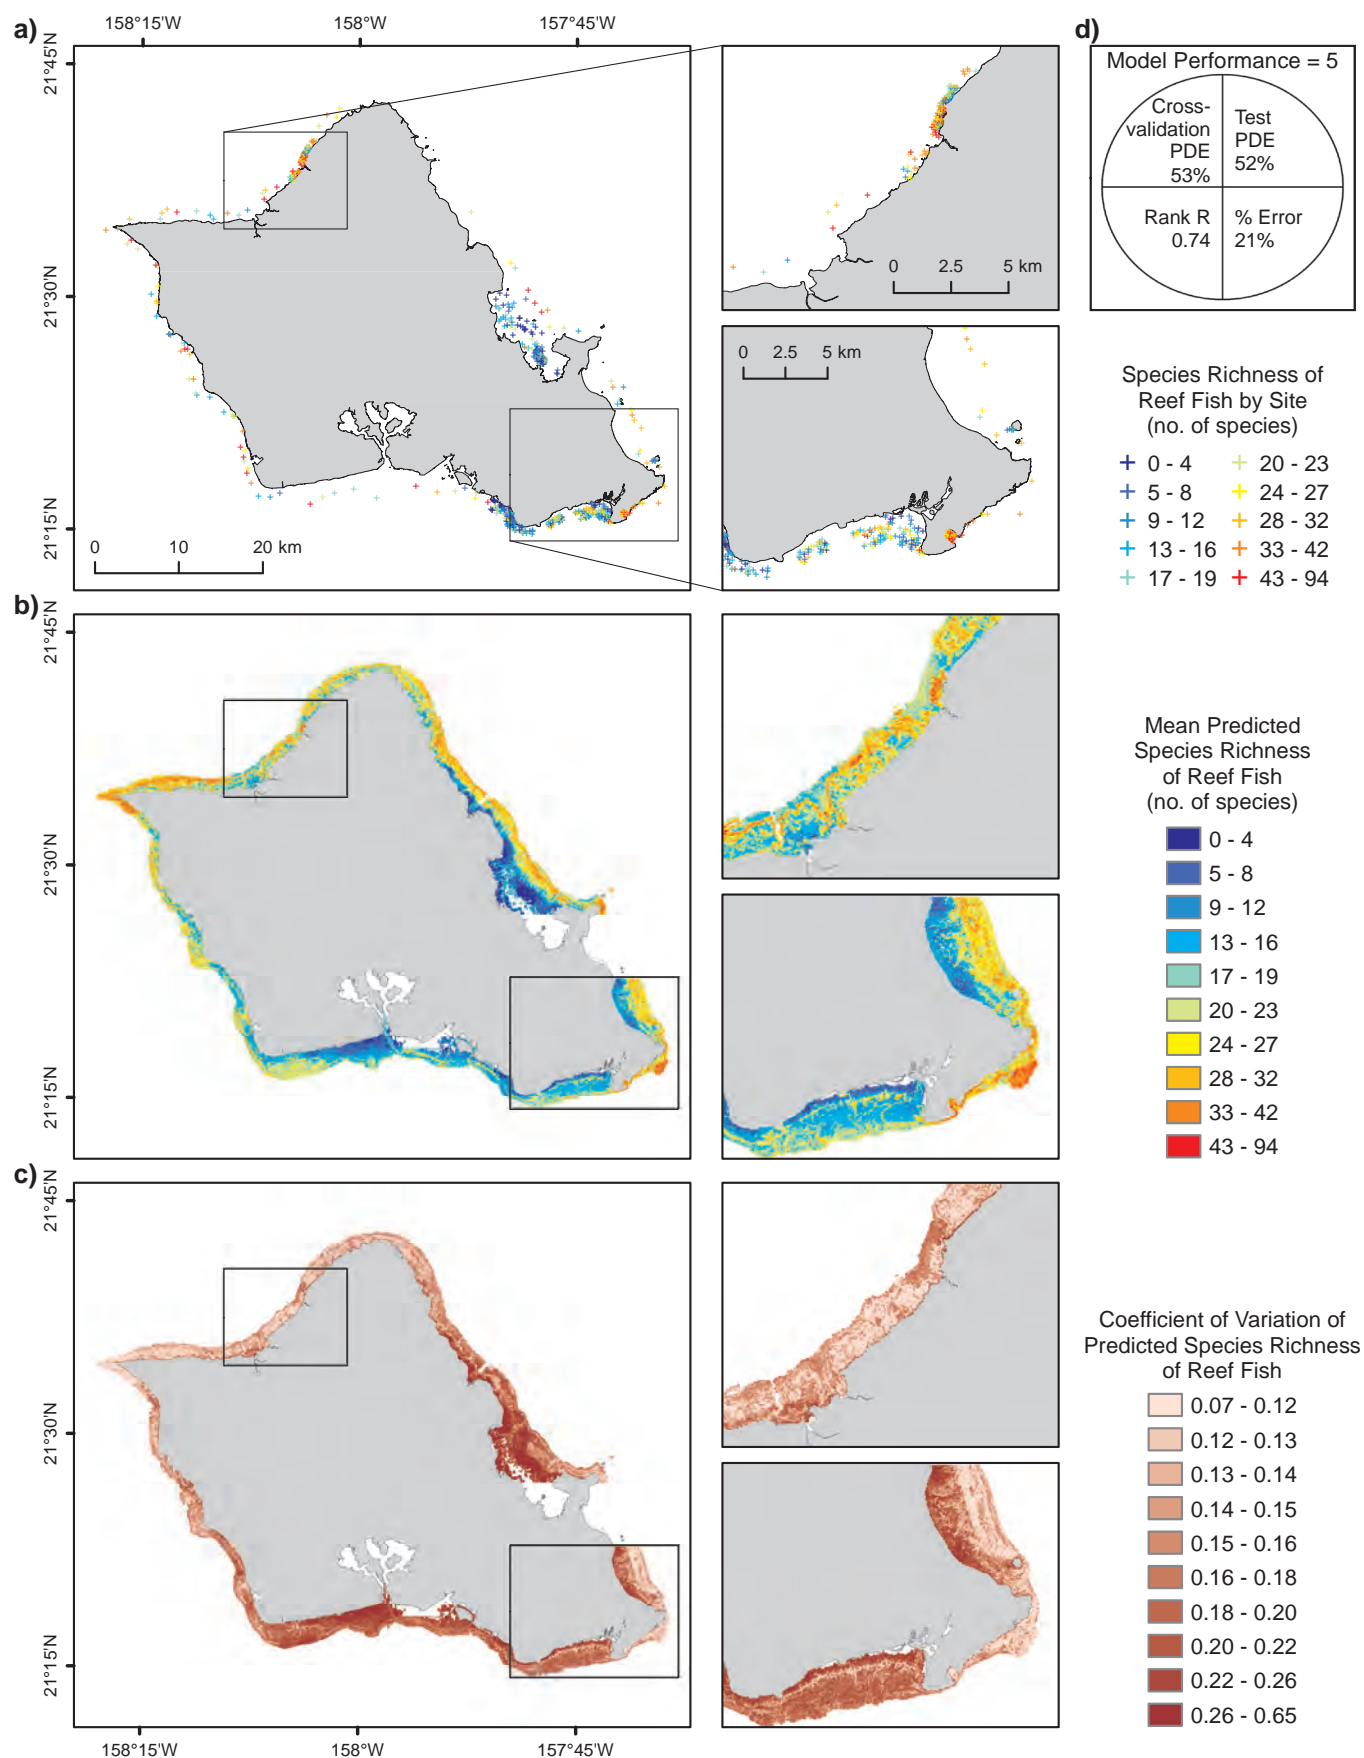 158°15'W
158°W
157°45'W
a)
21°45'N
21°30'N
21°15'N
0 10 20 km
0 2.5 5 km
0 2.5 5 km
d)
Model Performance = 5
Cross-
validation
PDE
53%
Test
PDE
52%
Rank R
0.74
% Error
21%
Species Richness of
Reef Fish by Site
(no. of species)
0 - 4
5 - 8
9 - 12
13 - 16
17 - 19
20 - 23
24 - 27
28 - 32
33 - 42
43 - 94
b)
21°45'N
21°30'N
21°15'N
Mean Predicted
Species Richness
of Reef Fish
(no. of species)
0 - 4
5 - 8
9 - 12
13 - 16
17 - 19
20 - 23
24 - 27
28 - 32
33 - 42
43 - 94
c)
21°45'N
21°30'N
21°15'N
Coefficient of Variation of
Predicted Species Richness
of Reef Fish
0.07 - 0.12
0.12 - 0.13
0.13 - 0.14
0.14 - 0.15
0.15 - 0.16
0.16 - 0.18
0.18 - 0.20
0.20 - 0.22
0.22 - 0.26
0.26 - 0.65
158°15'W
158°W
157°45'W